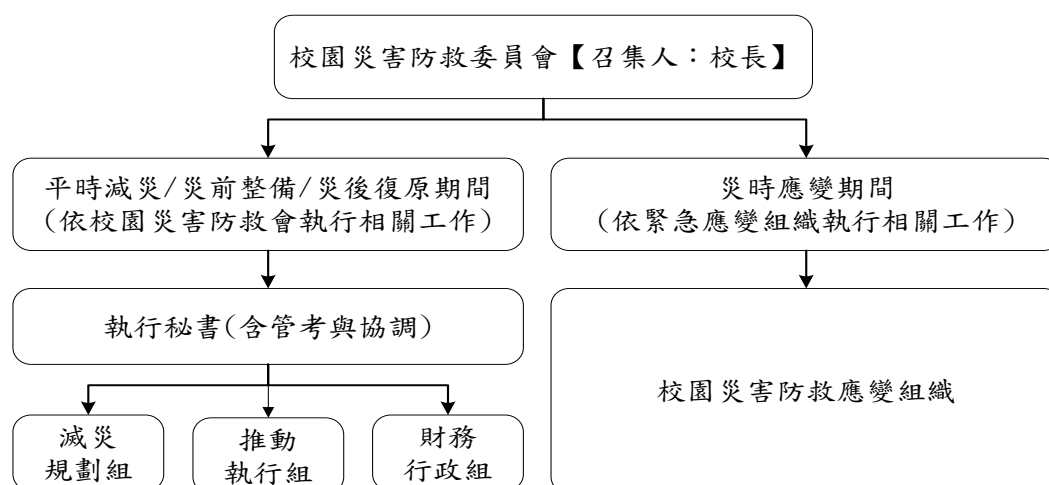 校園災害防救委員會【召集人：校長】
平時減災/災前整備/災後復原期間
(依校園災害防救會執行相關工作)
災時應變期間
(依緊急應變組織執行相關工作)
執行秘書(含管考與協調)
校園災害防救應變組織
減災
規劃組
推動
執行組
財務
行政組